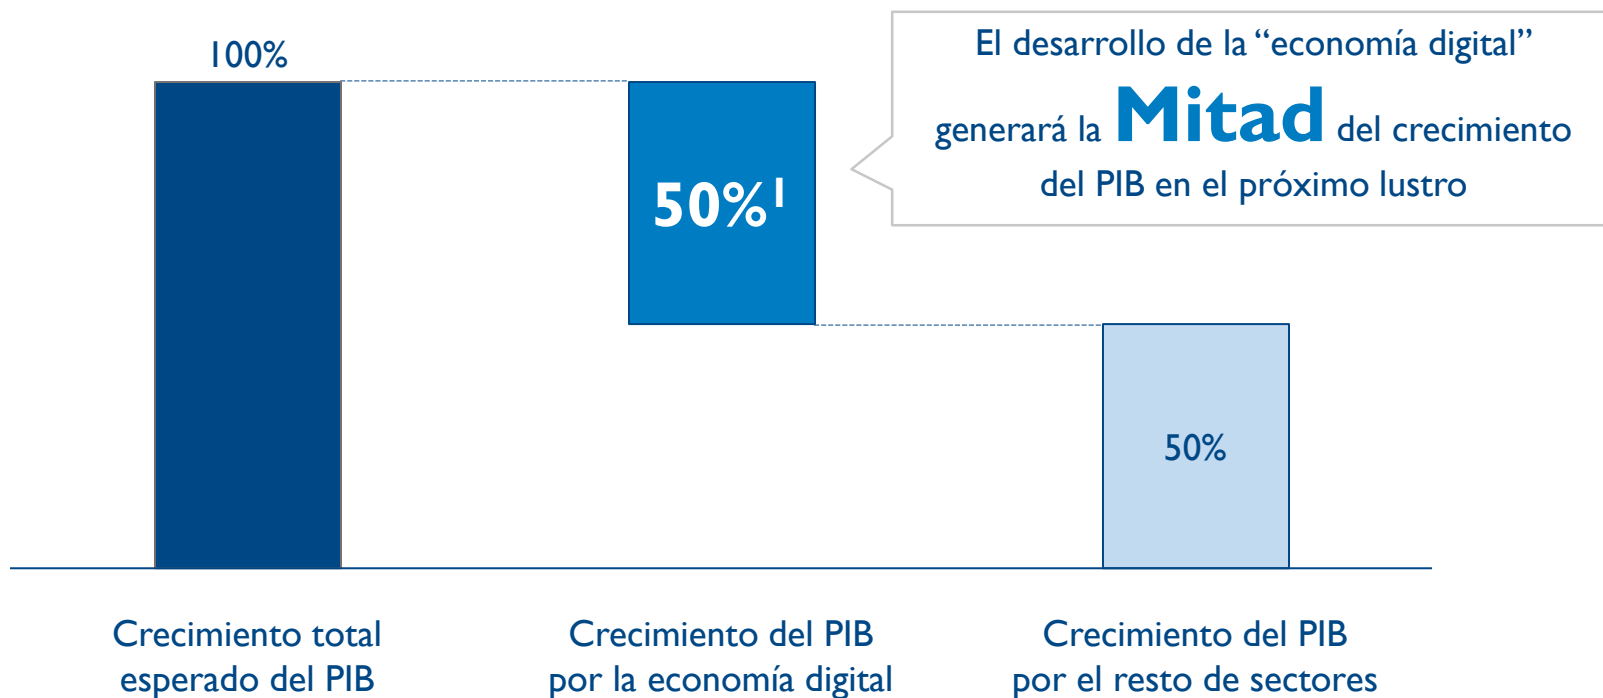 100%
El desarrollo de la “economía digital”
generará la Mitad del crecimiento
del PIB en el próximo lustro
50%¹
50%
Crecimiento total
esperado del PIB
Crecimiento del PIB
por la economía digital
Crecimiento del PIB
por el resto de sectores